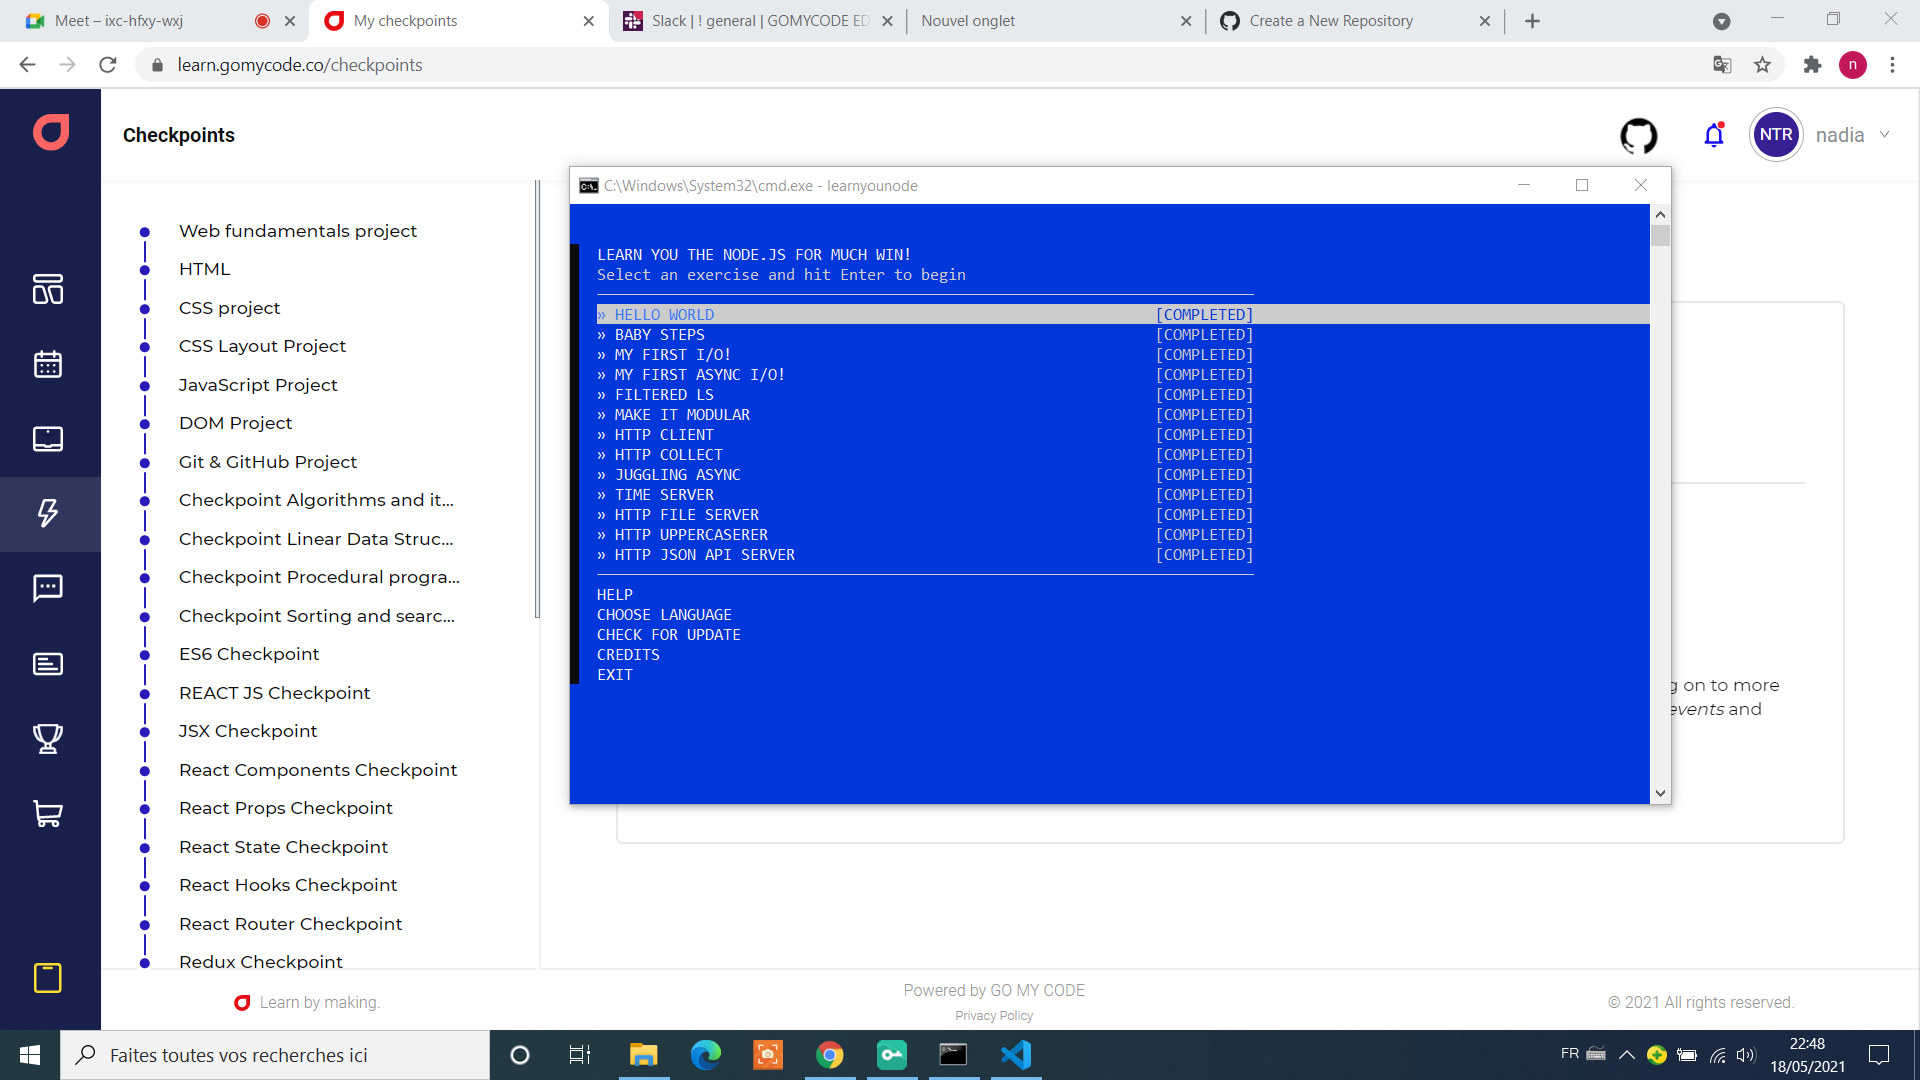 Meet – ixc-hfxy-wxj
My checkpoints
Slack | ! general | GOMYCODE ED
Nouvel onglet
Create a New Repository
learn.gomycode.co/checkpoints
n
Checkpoints
NTR
nadia
Web fundamentals project
HTML
CSS project
CSS Layout Project
JavaScript Project
DOM Project
Git & GitHub Project
Checkpoint Algorithms and it...
Checkpoint Linear Data Struc...
Checkpoint Procedural progra...
Checkpoint Sorting and searc...
ES6 Checkpoint
REACT JS Checkpoint
JSX Checkpoint
React Components Checkpoint
React Props Checkpoint
React State Checkpoint
React Hooks Checkpoint
React Router Checkpoint
Redux Checkpoint
C:\Windows\System32\cmd.exe - learnyounode
LEARN YOU THE NODE.JS FOR MUCH WIN!
Select an exercise and hit Enter to begin
» HELLO WORLD [COMPLETED]
» BABY STEPS [COMPLETED]
» MY FIRST I/O! [COMPLETED]
» MY FIRST ASYNC I/O! [COMPLETED]
» FILTERED LS [COMPLETED]
» MAKE IT MODULAR [COMPLETED]
» HTTP CLIENT [COMPLETED]
» HTTP COLLECT [COMPLETED]
» JUGGLING ASYNC [COMPLETED]
» TIME SERVER [COMPLETED]
» HTTP FILE SERVER [COMPLETED]
» HTTP UPPERCASERER [COMPLETED]
» HTTP JSON API SERVER [COMPLETED]
HELP
CHOOSE LANGUAGE
CHECK FOR UPDATE
CREDITS
EXIT
g on to more
events and
Learn by making.
Powered by GO MY CODE
Privacy Policy
© 2021 All rights reserved.
Faites toutes vos recherches ici
FR
22:48
18/05/2021